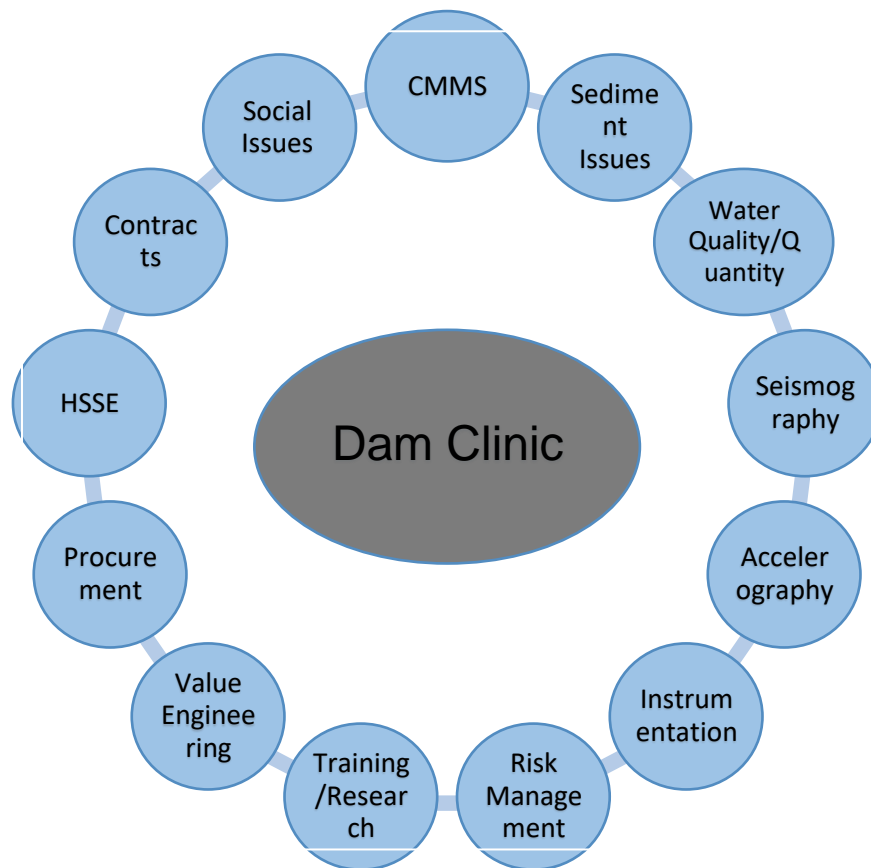 CMMS
Sedime
nt
Issues
Water
Quality/Q
uantity
Seismog
raphy
Acceler
ography
Instrum
entation
Risk
Manage
ment
Training
/Resear
ch
Value
Enginee
ring
Procure
ment
HSSE
Contrac
ts
Social
Issues
Dam Clinic